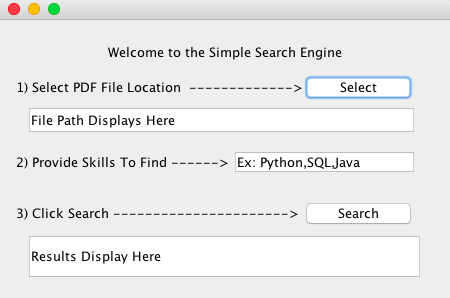 Welcome to the Simple Search Engine
1) Select PDF File Location -------------> Select
File Path Displays Here
2) Provide Skills To Find ------> Ex: Python,SQL,Java
3) Click Search -----------------------> Search
Results Display Here